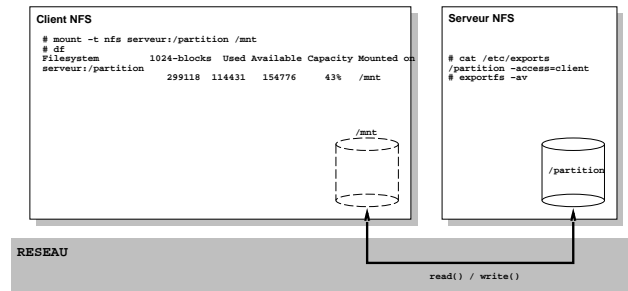 Client NFS
# mount -t nfs serveur:/partition /mnt
# df
Filesystem 1024-blocks Used Available Capacity Mounted on
serveur:/partition
299118 114431 154776 43% /mnt
/mnt
Serveur NFS
# cat /etc/exports
/partition -access=client
# exportfs -av
/partition
RESEAU
read() / write()